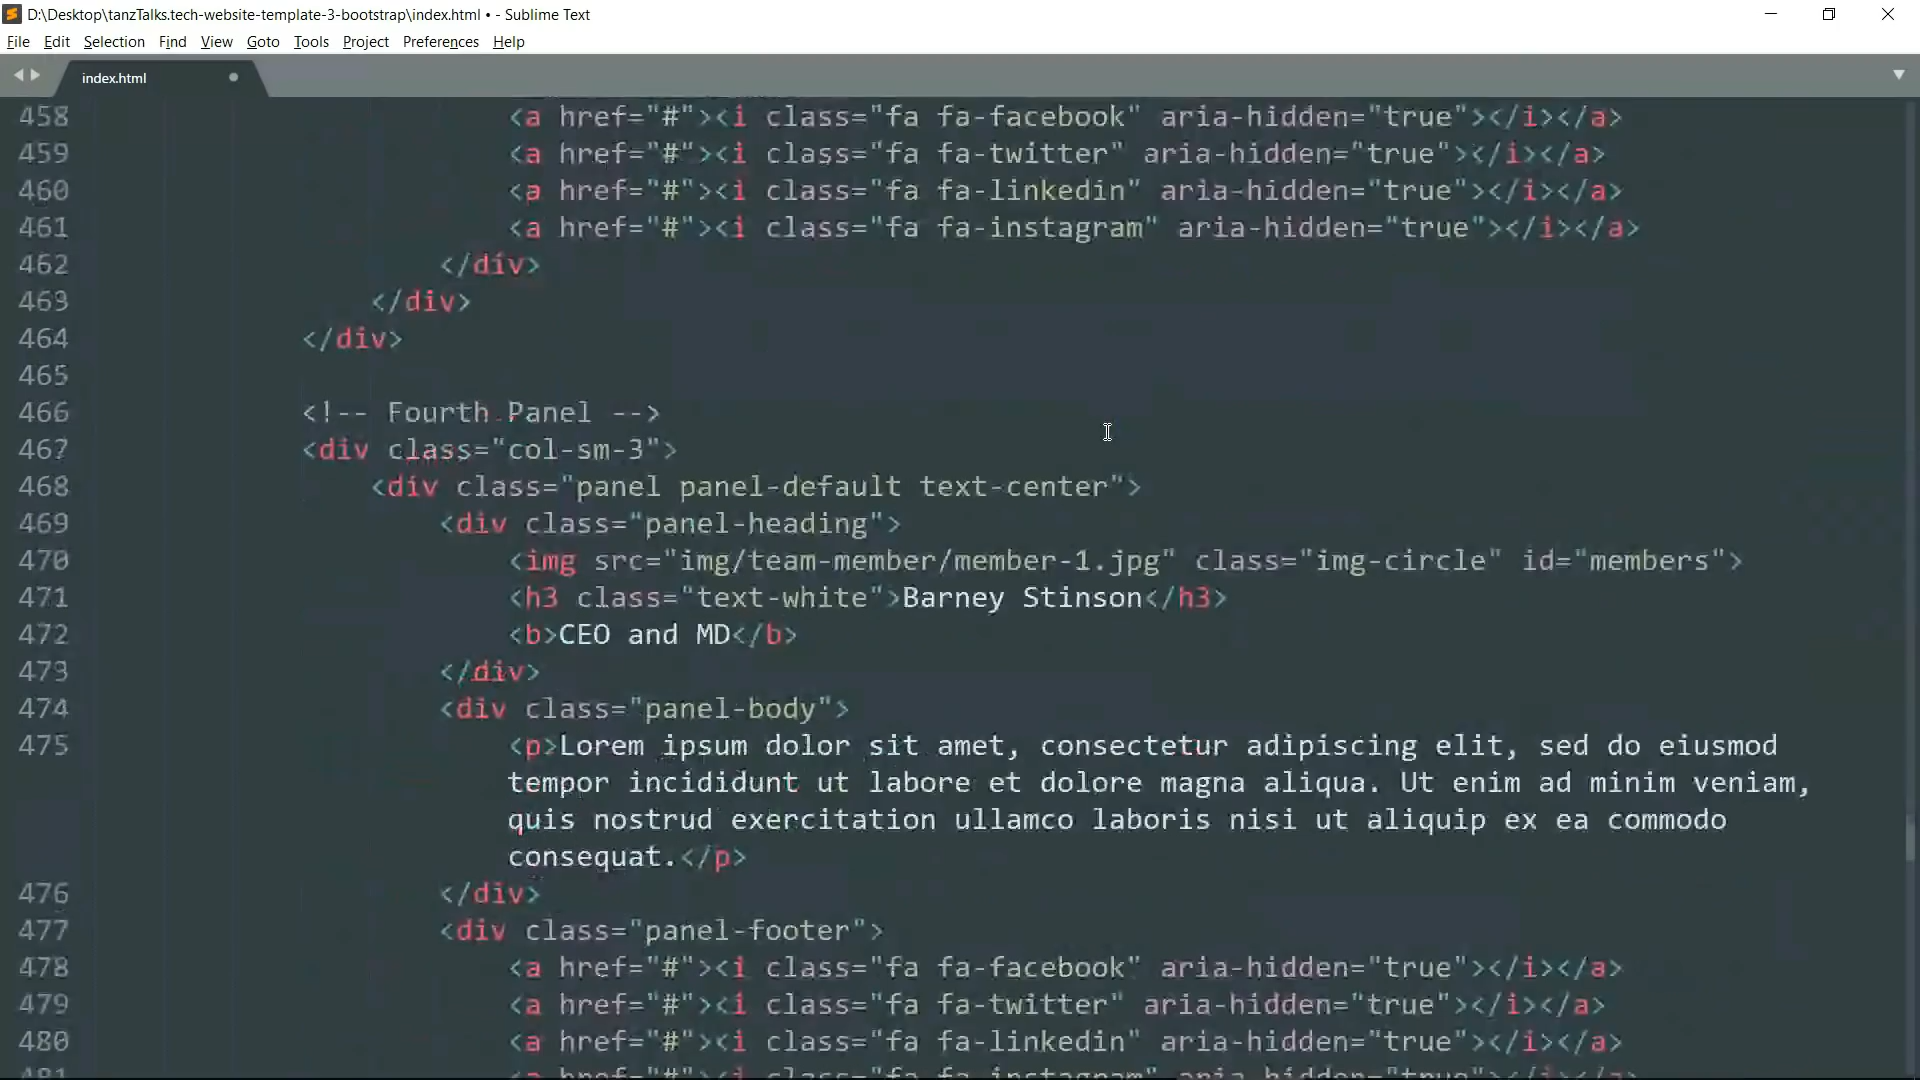 D:\Desktop\tanzTalks.tech-website-template-3-bootstrap\index.html • - Sublime Text
File Edit Selection Find View Goto Tools Project Preferences Help
index.html
458 <a href="#"><i class="fa fa-facebook" aria-hidden="true"></i></a>
459 <a href="#"><i class="fa fa-twitter" aria-hidden="true"></i></a>
460 <a href="#"><i class="fa fa-linkedin" aria-hidden="true"></i></a>
461 <a href="#"><i class="fa fa-instagram" aria-hidden="true"></i></a>
462 </div>
463 </div>
464 </div>
465
466 <!-- Fourth Panel -->
467 <div class="col-sm-3">
468 <div class="panel panel-default text-center">
469 <div class="panel-heading">
470 <img src="img/team-member/member-1.jpg" class="img-circle" id="members">
471 <h3 class="text-white">Barney Stinson</h3>
472 <b>CEO and MD</b>
473 </div>
474 <div class="panel-body">
475 <p>Lorem ipsum dolor sit amet, consectetur adipiscing elit, sed do eiusmod
tempor incididunt ut labore et dolore magna aliqua. Ut enim ad minim veniam,
quis nostrud exercitation ullamco laboris nisi ut aliquip ex ea commodo
consequat.</p>
476 </div>
477 <div class="panel-footer">
478 <a href="#"><i class="fa fa-facebook" aria-hidden="true"></i></a>
479 <a href="#"><i class="fa fa-twitter" aria-hidden="true"></i></a>
480 <a href="#"><i class="fa fa-linkedin" aria-hidden="true"></i></a>
481 <a href="#"><i class="fa fa-instagram" aria-hidden="true"></i></a>